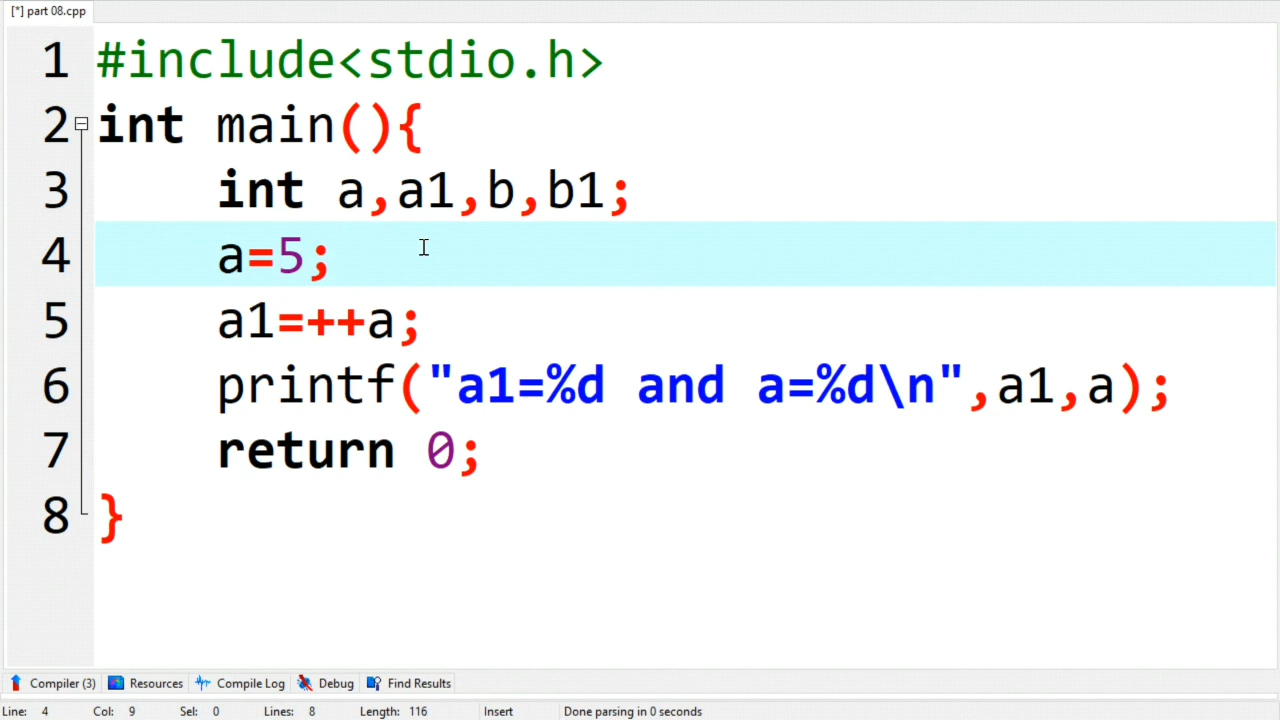 [*] part 08.cpp
1 #include<stdio.h>
2 int main(){
3 int a,a1,b,b1;
4 a=5;
5 a1=++a;
6 printf("a1=%d and a=%d\n",a1,a);
7 return 0;
8 }
Compiler (3) Resources Compile Log Debug Find Results
Line: 4 Col: 9 Sel: 0 Lines: 8 Length: 116 Insert Done parsing in 0 seconds